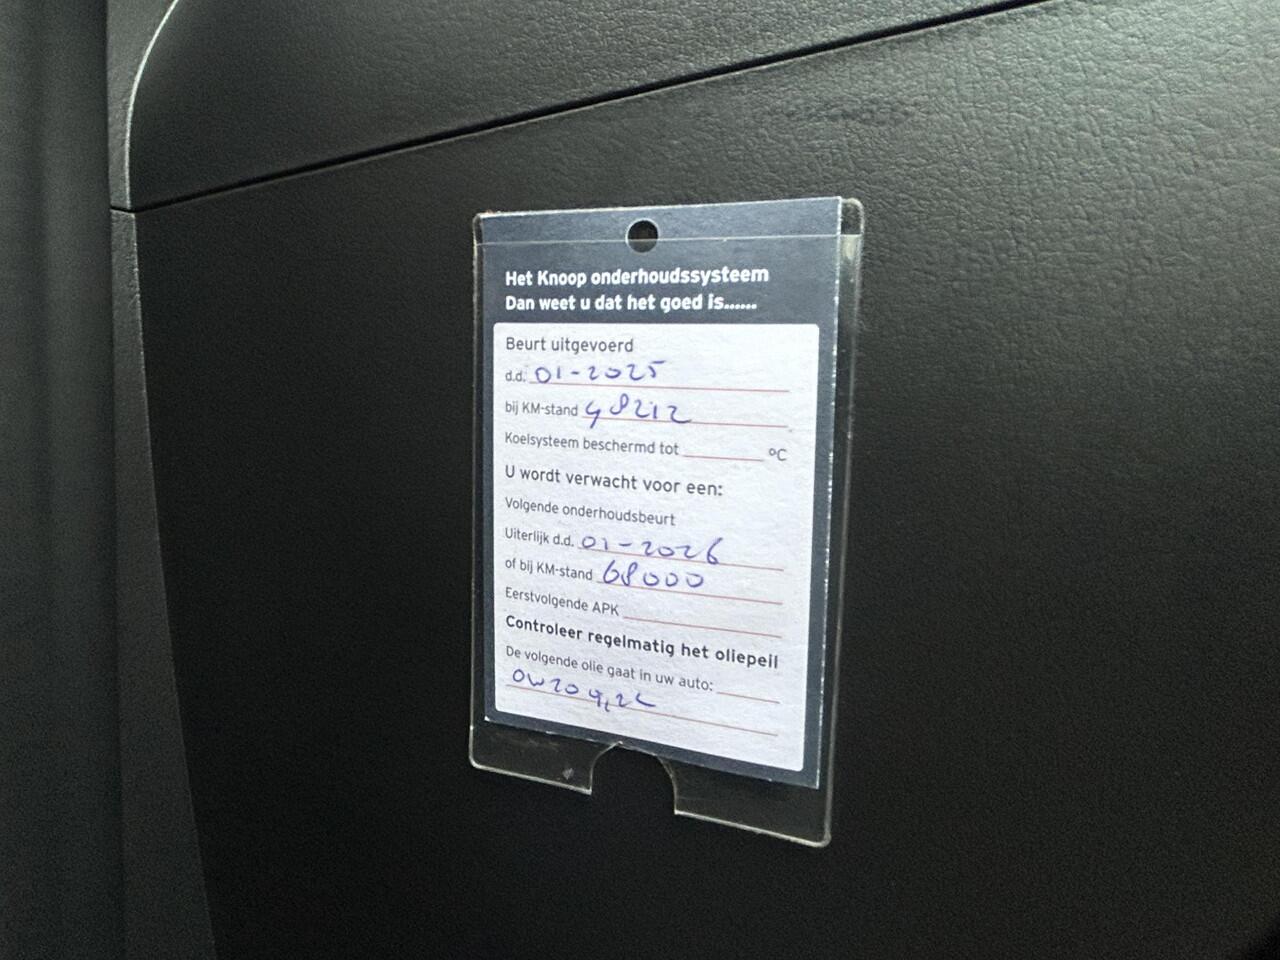 Het Knoop onderhoudssysteem
Dan weet u dat het goed is......
Beurt uitgevoerd
d.d. 01-2025
bij KM-stand 48212
Koelsysteem beschermd tot °C
U wordt verwacht voor een:
Volgende onderhoudsbeurt
Uiterlijk d.d. 01-2026
of bij KM-stand 68000
Eerstvolgende APK
Controleer regelmatig het oliepeil
De volgende olie gaat in uw auto:
0W20 4,2L